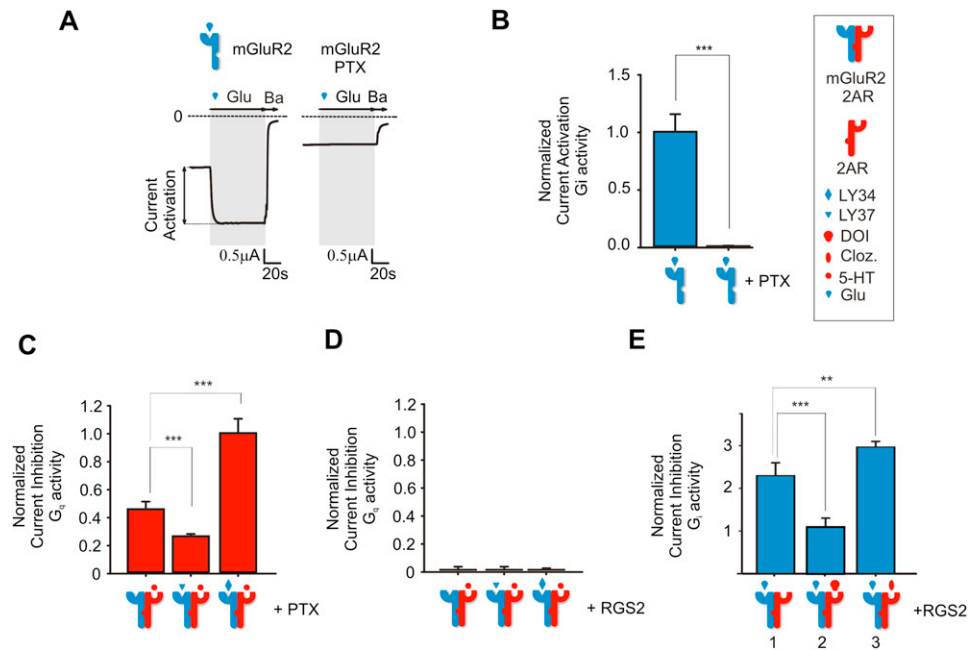 A
mGluR2
mGluR2
PTX
Glu
Ba
Glu
Ba
0
Current
Activation
0.5µA
20s
0.5µA
20s
B
***
Normalized
Current Activation
Gi activity
1.5
1.0
0.5
0.0
+ PTX
mGluR2
2AR
2AR
LY34
LY37
DOI
Cloz.
5-HT
Glu
C
***
***
Normalized
Current Inhibition
Gq activity
1.2
1.0
0.8
0.6
0.4
0.2
0
+ PTX
D
Normalized
Current Inhibition
Gq activity
1.2
1.0
0.8
0.6
0.4
0.2
0
+ RGS2
E
**
***
Normalized
Current Inhibition
Gi activity
3
2
1
+RGS2
1 2 3